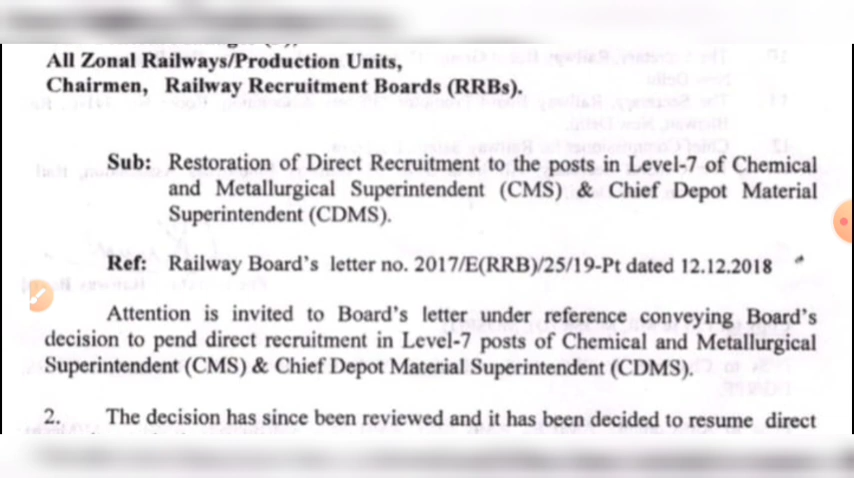 All Zonal Railways/Production Units,
Chairmen, Railway Recruitment Boards (RRBs).
Sub: Restoration of Direct Recruitment to the posts in Level-7 of Chemical
and Metallurgical Superintendent (CMS) & Chief Depot Material
Superintendent (CDMS).
Ref: Railway Board's letter no. 2017/E(RRB)/25/19-Pt dated 12.12.2018
Attention is invited to Board's letter under reference conveying Board's
decision to pend direct recruitment in Level-7 posts of Chemical and Metallurgical
Superintendent (CMS) & Chief Depot Material Superintendent (CDMS).
2. The decision has since been reviewed and it has been decided to resume direct